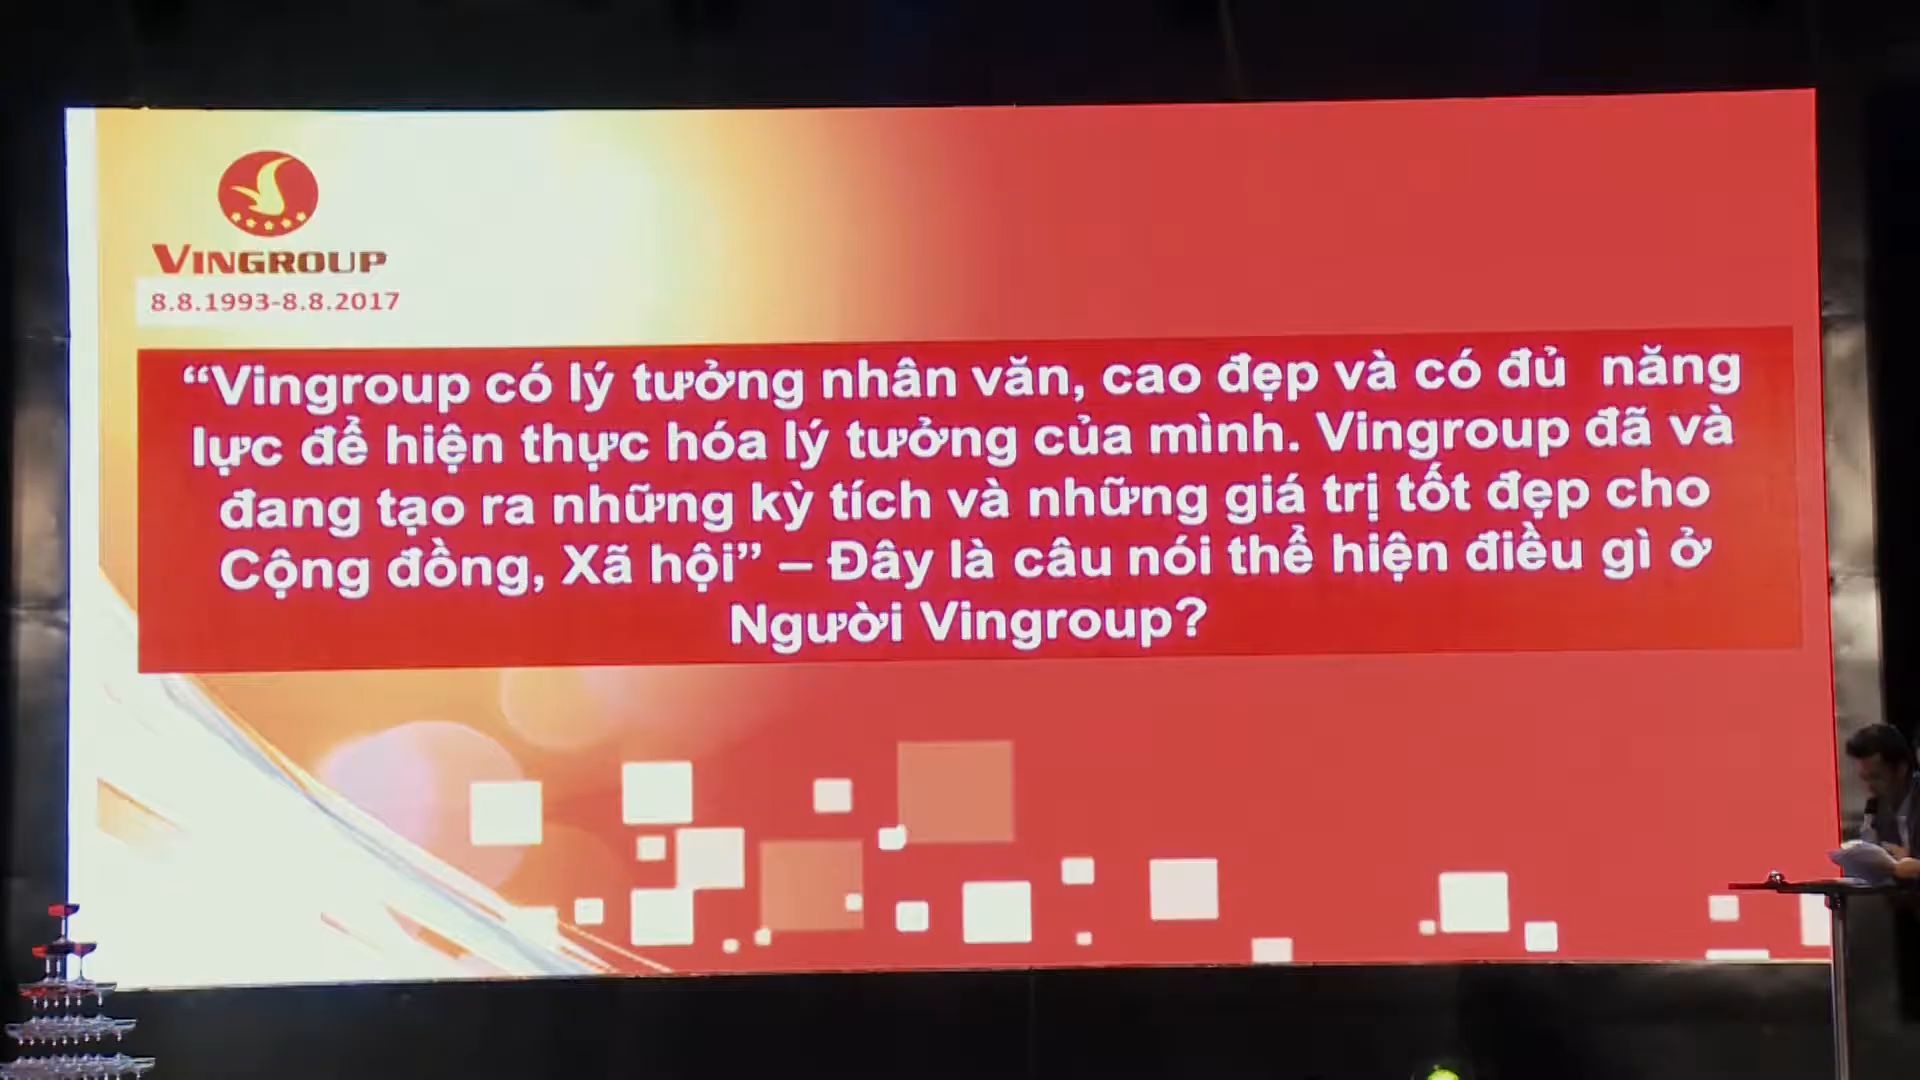 VINGROUP
8.8.1993-8.8.2017
“Vingroup có lý tưởng nhân văn, cao đẹp và có đủ năng
lực để hiện thực hóa lý tưởng của mình. Vingroup đã và
đang tạo ra những kỳ tích và những giá trị tốt đẹp cho
Cộng đồng, Xã hội” – Đây là câu nói thể hiện điều gì ở
Người Vingroup?